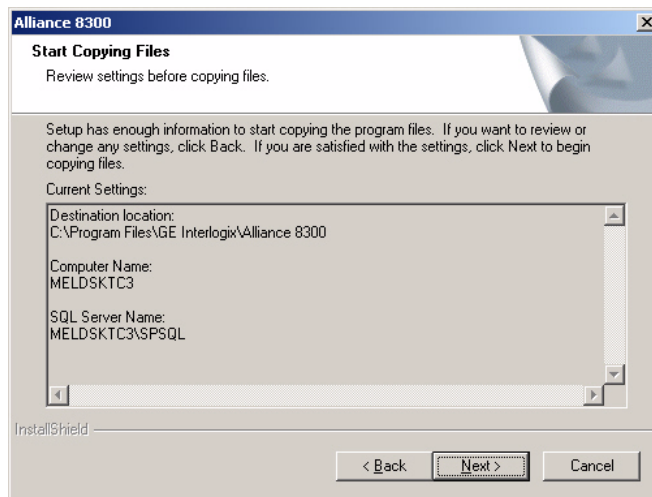 Alliance 8300
Start Copying Files
Review settings before copying files.
Setup has enough information to start copying the program files.  If you want to review or
change any settings, click Back.  If you are satisfied with the settings, click Next to begin
copying files.
Current Settings:
Destination location:
C:\Program Files\GE Interlogix\Alliance 8300
Computer Name:
MELDSKTC3
SQL Server Name:
MELDSKTC3\SPSQL
InstallShield
< Back
Next >
Cancel